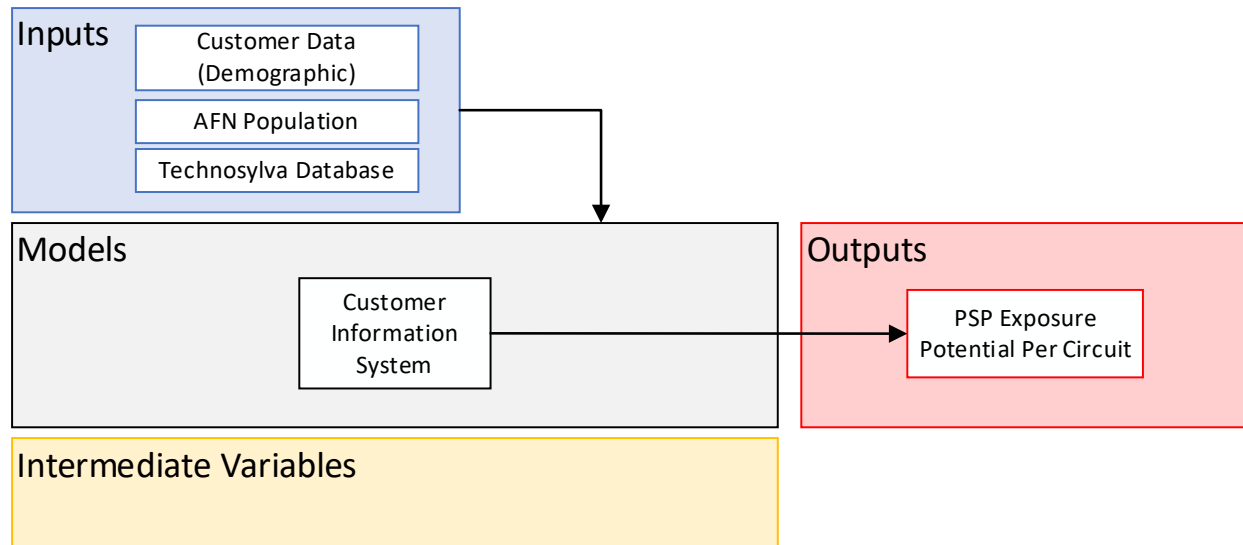 Inputs
Customer Data
(Demographic)
AFN Population
Technosylva Database
Models
Customer
Information
System
Outputs
PSP Exposure
Potential Per Circuit
Intermediate Variables